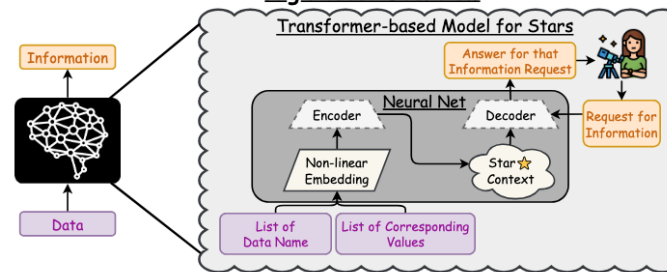 Transformer-based Model for Stars
Information
Answer for that
Information Request
Neural Net
Encoder
Decoder
Request for
Information
Non-linear
Embedding
Star
Context
Data
List of
Data Name
List of Corresponding
Values